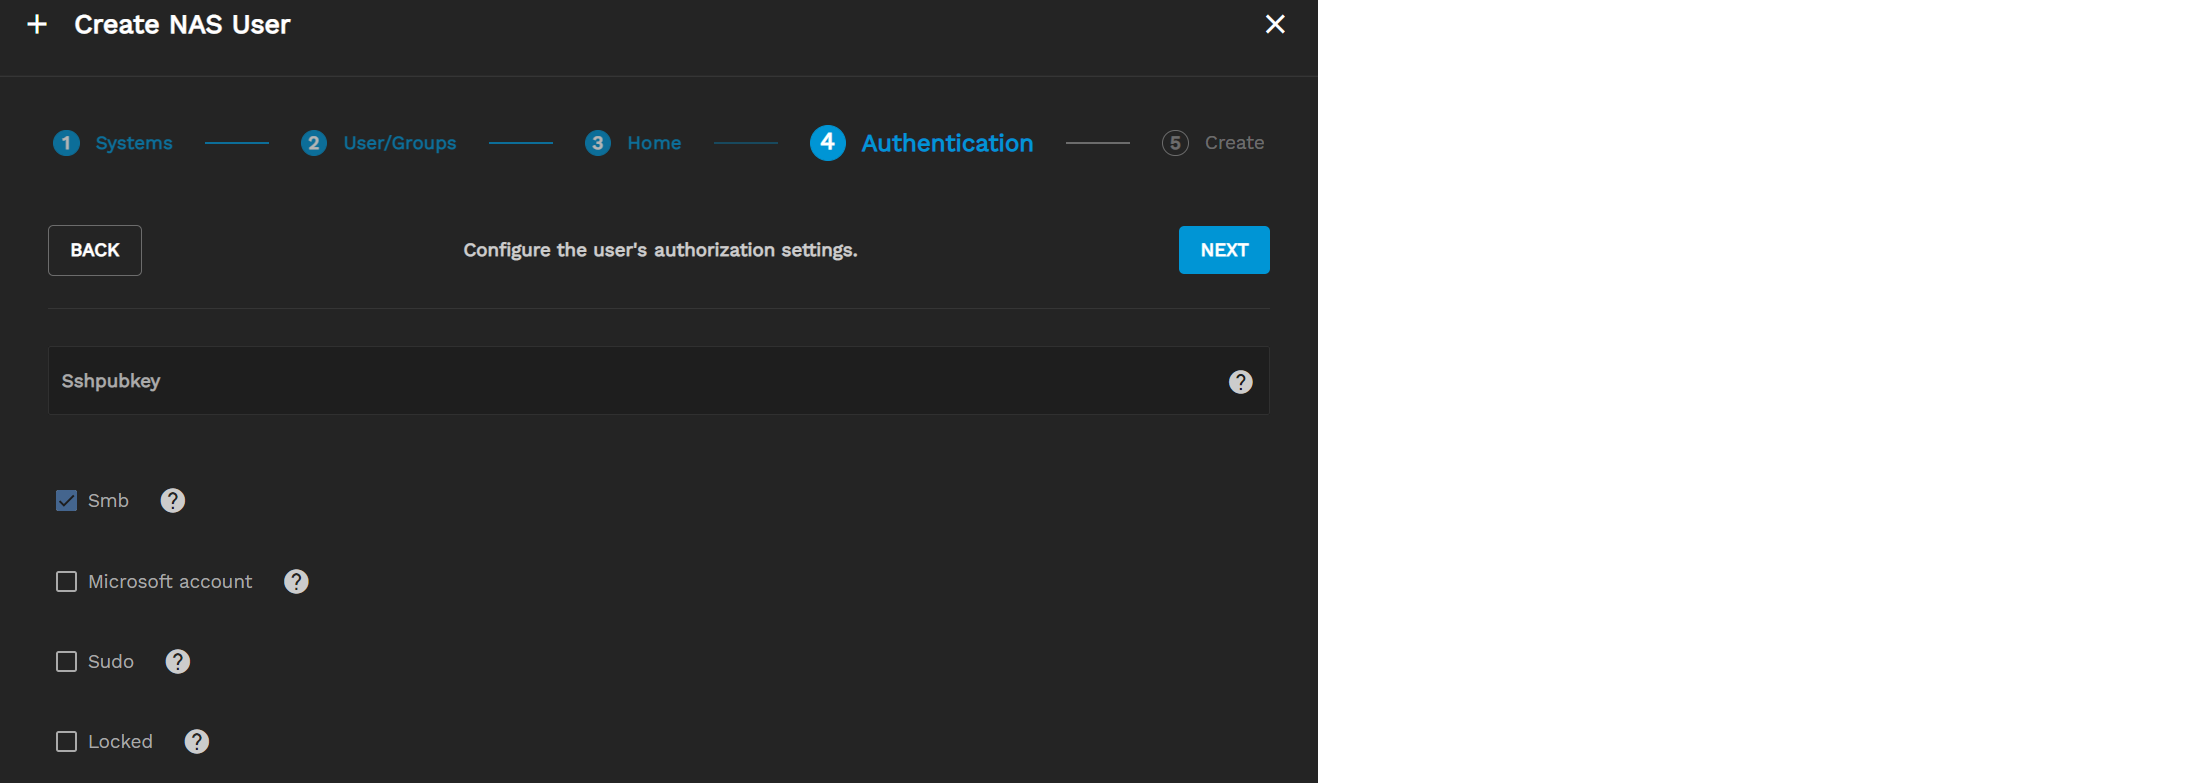 Create NAS User
1 Systems 2 User/Groups 3 Home 4 Authentication 5 Create
BACK Configure the user's authorization settings. NEXT
Sshpubkey ?
Smb ?
Microsoft account ?
Sudo ?
Locked ?